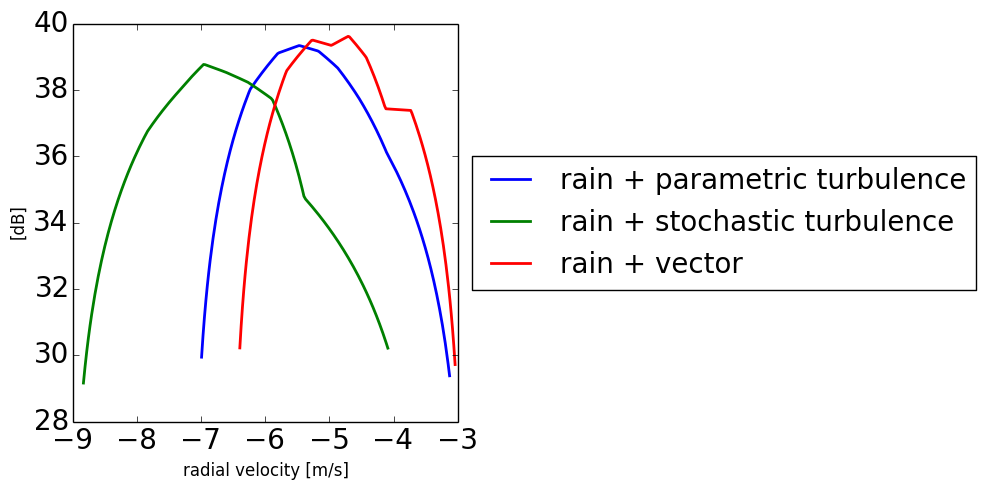 40
38
36
34
32
30
28
[dB]
−9 −8 −7 −6 −5 −4 −3
radial velocity [m/s]
rain + parametric turbulence
rain + stochastic turbulence
rain + vector